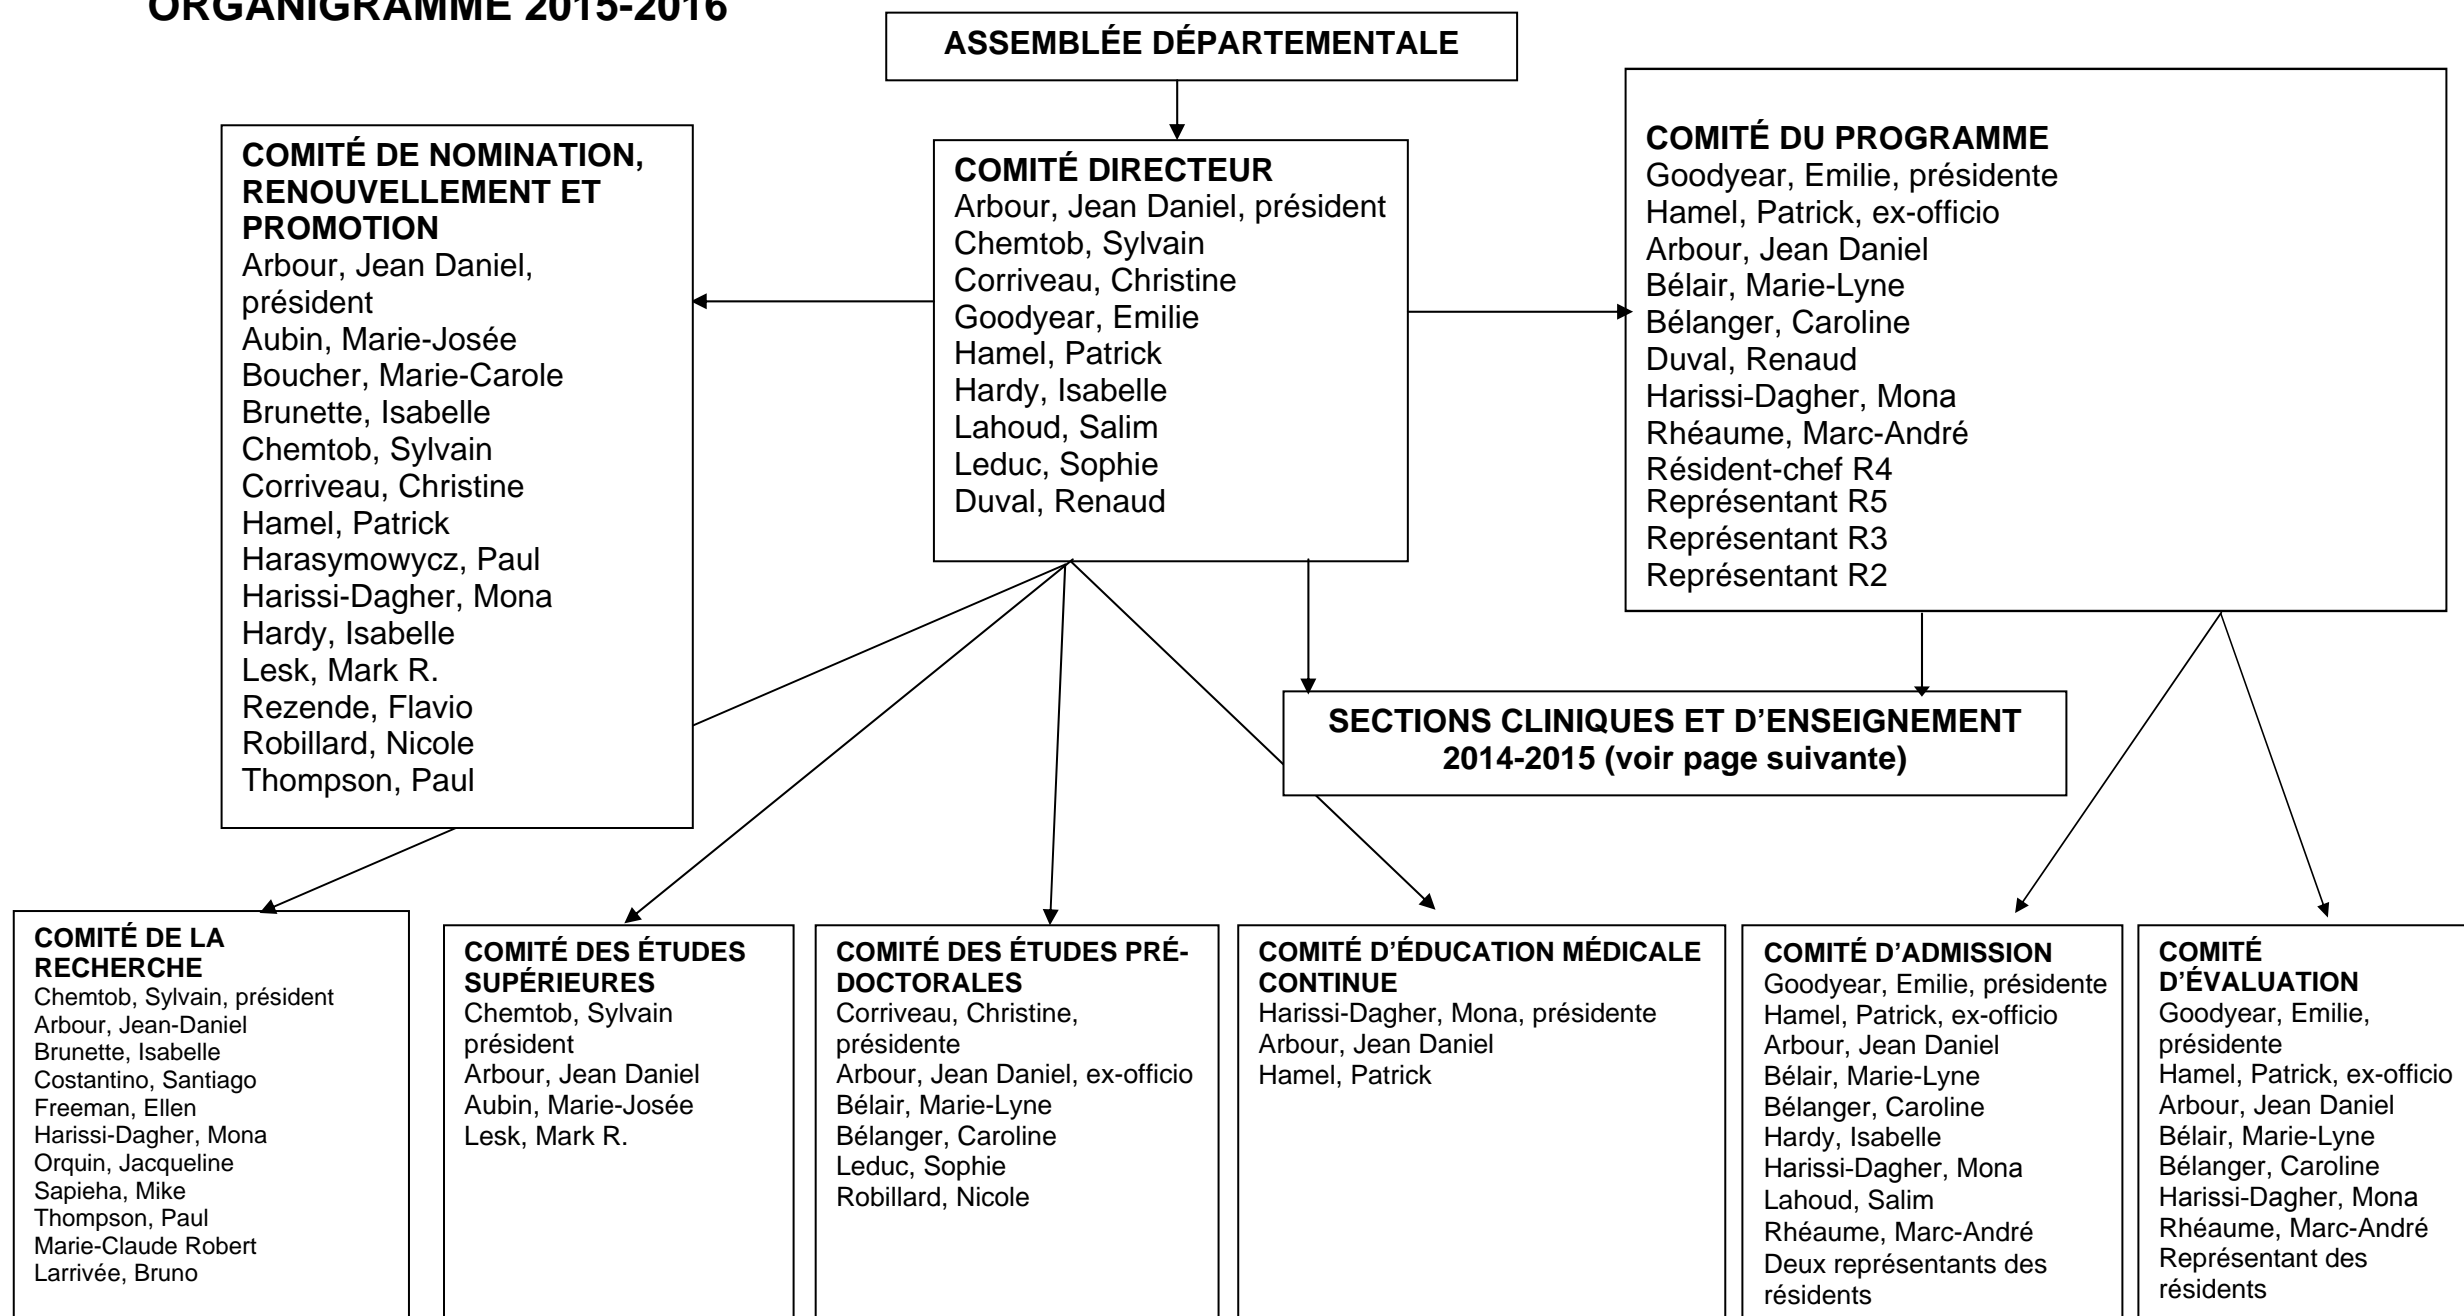 ORGANIGRAMME 2015-2016
ASSEMBLÉE DÉPARTEMENTALE
COMITÉ DE NOMINATION,
RENOUVELLEMENT ET
PROMOTION
Arbour, Jean Daniel,
président
Aubin, Marie-Josée
Boucher, Marie-Carole
Brunette, Isabelle
Chemtob, Sylvain
Corriveau, Christine
Hamel, Patrick
Harasymowycz, Paul
Harissi-Dagher, Mona
Hardy, Isabelle
Lesk, Mark R.
Rezende, Flavio
Robillard, Nicole
Thompson, Paul
COMITÉ DIRECTEUR
Arbour, Jean Daniel, président
Chemtob, Sylvain
Corriveau, Christine
Goodyear, Emilie
Hamel, Patrick
Hardy, Isabelle
Lahoud, Salim
Leduc, Sophie
Duval, Renaud
COMITÉ DU PROGRAMME
Goodyear, Emilie, présidente
Hamel, Patrick, ex-officio
Arbour, Jean Daniel
Bélair, Marie-Lyne
Bélanger, Caroline
Duval, Renaud
Harissi-Dagher, Mona
Rhéaume, Marc-André
Résident-chef R4
Représentant R5
Représentant R3
Représentant R2
SECTIONS CLINIQUES ET D’ENSEIGNEMENT
2014-2015 (voir page suivante)
COMITÉ DE LA
RECHERCHE
Chemtob, Sylvain, président
Arbour, Jean-Daniel
Brunette, Isabelle
Costantino, Santiago
Freeman, Ellen
Harissi-Dagher, Mona
Orquin, Jacqueline
Sapieha, Mike
Thompson, Paul
Marie-Claude Robert
Larrivée, Bruno
COMITÉ DES ÉTUDES
SUPÉRIEURES
Chemtob, Sylvain
président
Arbour, Jean Daniel
Aubin, Marie-Josée
Lesk, Mark R.
COMITÉ DES ÉTUDES PRÉ-
DOCTORALES
Corriveau, Christine,
présidente
Arbour, Jean Daniel, ex-officio
Bélair, Marie-Lyne
Bélanger, Caroline
Leduc, Sophie
Robillard, Nicole
COMITÉ D’ÉDUCATION MÉDICALE
CONTINUE
Harissi-Dagher, Mona, présidente
Arbour, Jean Daniel
Hamel, Patrick
COMITÉ D’ADMISSION
Goodyear, Emilie, présidente
Hamel, Patrick, ex-officio
Arbour, Jean Daniel
Bélair, Marie-Lyne
Bélanger, Caroline
Hardy, Isabelle
Harissi-Dagher, Mona
Lahoud, Salim
Rhéaume, Marc-André
Deux représentants des
résidents
COMITÉ
D’ÉVALUATION
Goodyear, Emilie,
présidente
Hamel, Patrick, ex-officio
Arbour, Jean Daniel
Bélair, Marie-Lyne
Bélanger, Caroline
Harissi-Dagher, Mona
Rhéaume, Marc-André
Représentant des
résidents